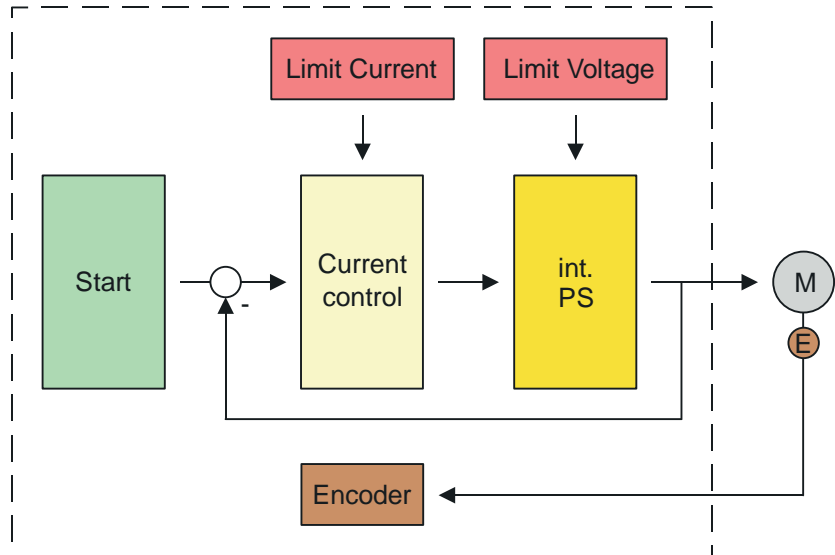 Limit Current
Limit Voltage
Start
-
Current
control
int.
PS
M
E
Encoder